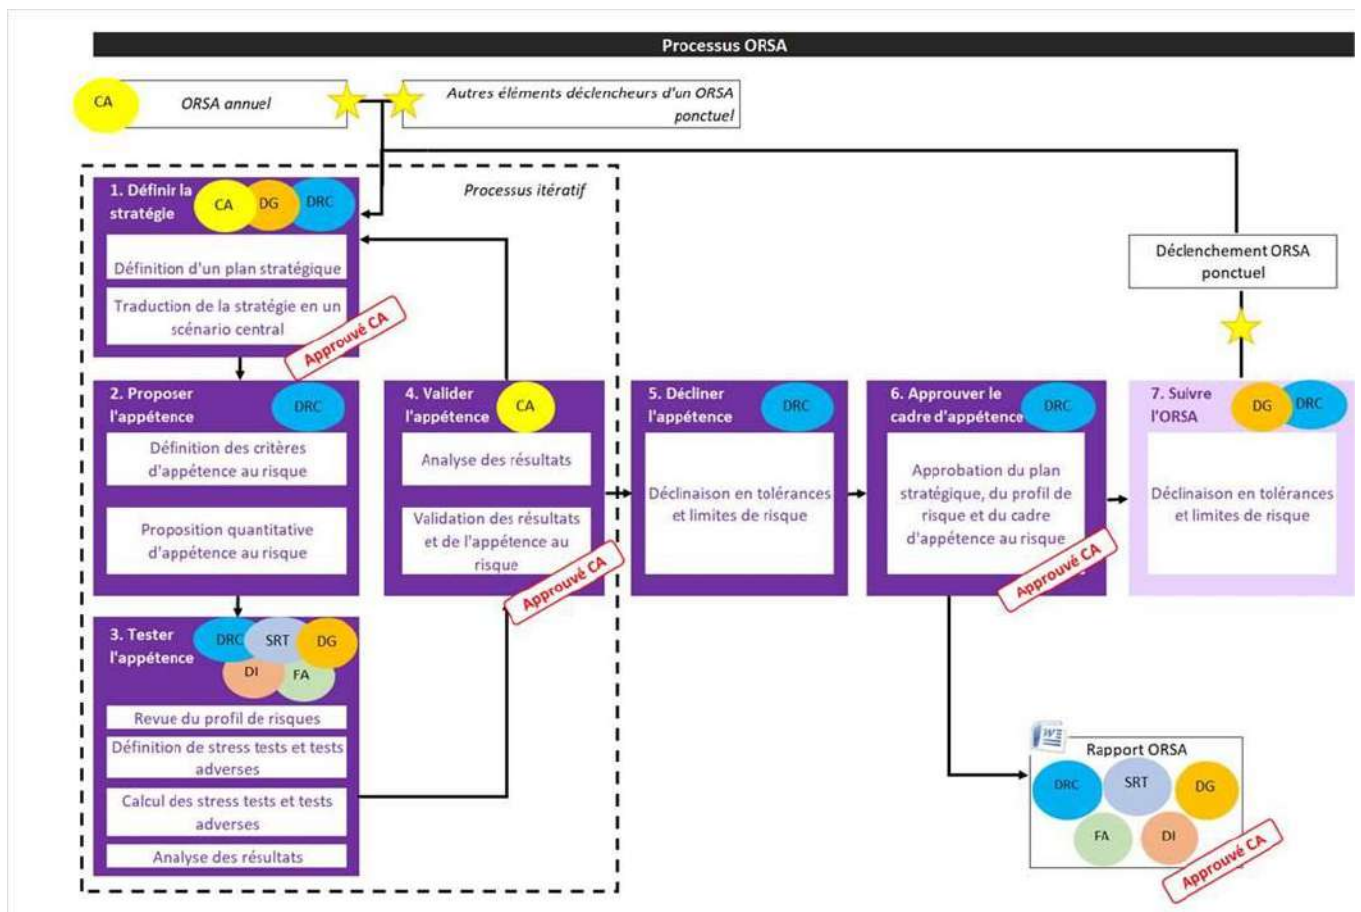 Processus ORSA
CA
ORSA annuel
Autres éléments déclencheurs d'un ORSA
ponctuel
Processus itératif
1. Définir la
stratégie
CA
DG
DRC
Définition d'un plan stratégique
Traduction de la stratégie en un
scénario central
Approuvé CA
Déclenchement ORSA
ponctuel
2. Proposer
l'appétence
DRC
Définition des critères
d'appétence au risque
Proposition quantitative
d'appétence au risque
4. Valider
l'appétence
CA
Analyse des résultats
Validation des résultats
et de l'appétence au
risque
Approuvé CA
5. Décliner
l'appétence
DRC
Déclinaison en tolérances
et limites de risque
6. Approuver le
cadre d'appétence
DRC
Approbation du plan
stratégique, du profil de
risque et du cadre
d'appétence au risque
Approuvé CA
7. Suivre
l'ORSA
DG
DRC
Déclinaison en tolérances
et limites de risque
3. Tester
l'appétence
DRC
SRT
DG
DI
FA
Revue du profil de risques
Définition de stress tests et tests
adverses
Calcul des stress tests et tests
adverses
Analyse des résultats
W
Rapport ORSA
DRC
SRT
DG
FA
DI
Approuvé CA